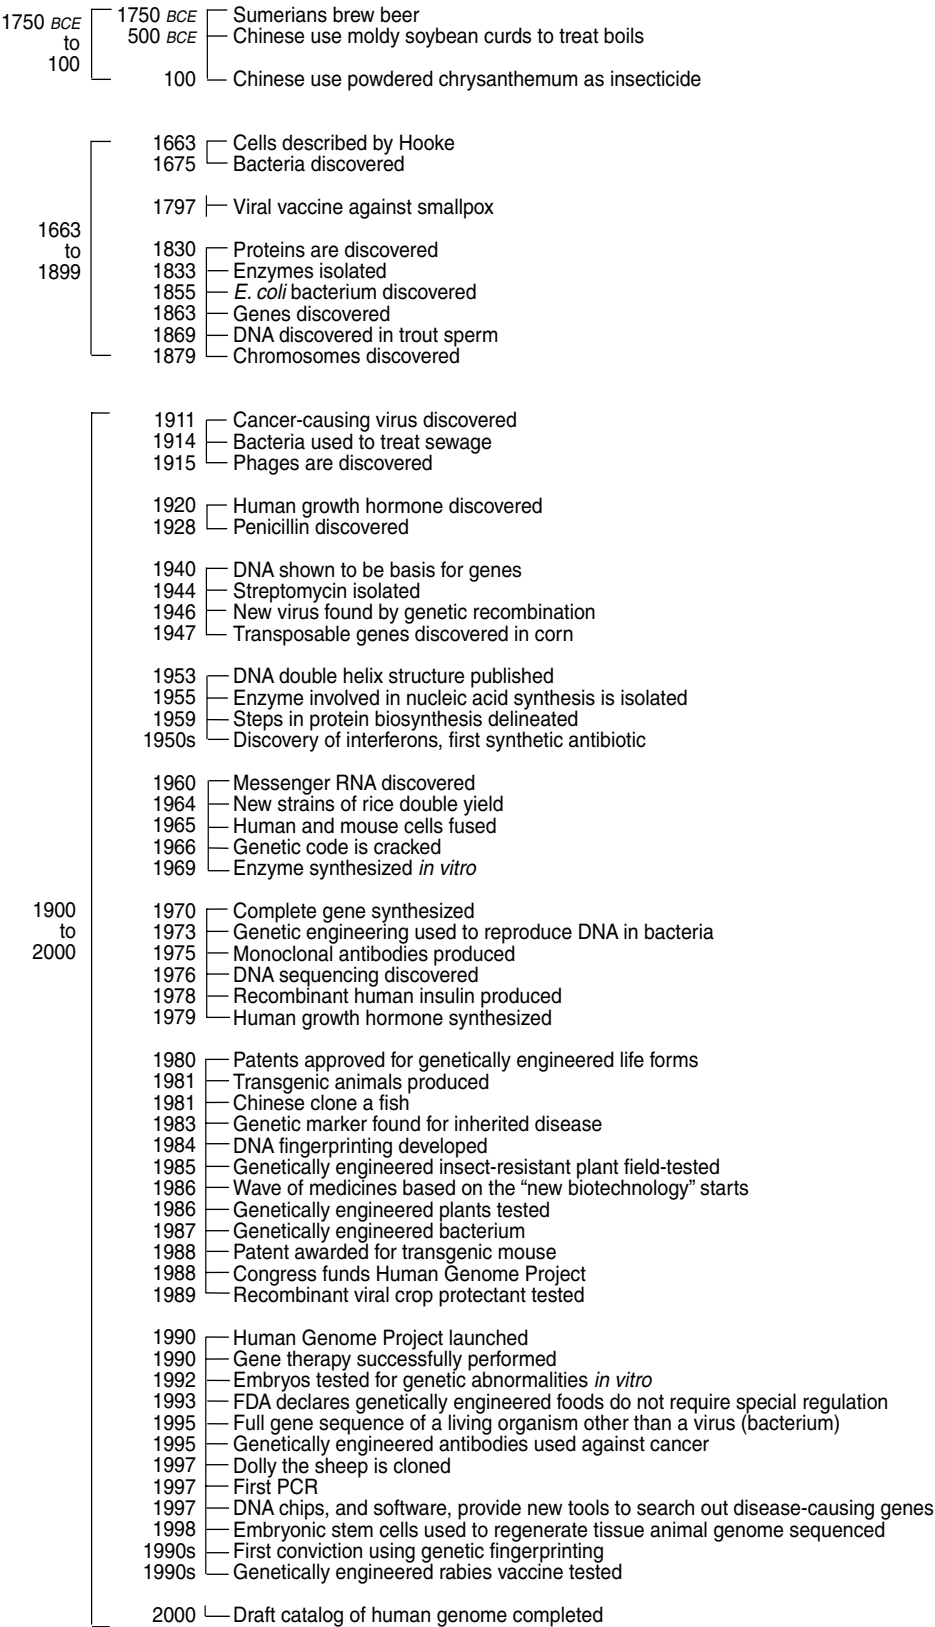 1750 BCE
to
100
1750 BCE Sumerians brew beer
500 BCE Chinese use moldy soybean curds to treat boils
100 Chinese use powdered chrysanthemum as insecticide
1663
to
1899
1663 Cells described by Hooke
1675 Bacteria discovered
1797 Viral vaccine against smallpox
1830 Proteins are discovered
1833 Enzymes isolated
1855 E. coli bacterium discovered
1863 Genes discovered
1869 DNA discovered in trout sperm
1879 Chromosomes discovered
1900
to
2000
1911 Cancer-causing virus discovered
1914 Bacteria used to treat sewage
1915 Phages are discovered
1920 Human growth hormone discovered
1928 Penicillin discovered
1940 DNA shown to be basis for genes
1944 Streptomycin isolated
1946 New virus found by genetic recombination
1947 Transposable genes discovered in corn
1953 DNA double helix structure published
1955 Enzyme involved in nucleic acid synthesis is isolated
1959 Steps in protein biosynthesis delineated
1950s Discovery of interferons, first synthetic antibiotic
1960 Messenger RNA discovered
1964 New strains of rice double yield
1965 Human and mouse cells fused
1966 Genetic code is cracked
1969 Enzyme synthesized in vitro
1970 Complete gene synthesized
1973 Genetic engineering used to reproduce DNA in bacteria
1975 Monoclonal antibodies produced
1976 DNA sequencing discovered
1978 Recombinant human insulin produced
1979 Human growth hormone synthesized
1980 Patents approved for genetically engineered life forms
1981 Transgenic animals produced
1981 Chinese clone a fish
1983 Genetic marker found for inherited disease
1984 DNA fingerprinting developed
1985 Genetically engineered insect-resistant plant field-tested
1986 Wave of medicines based on the “new biotechnology” starts
1986 Genetically engineered plants tested
1987 Genetically engineered bacterium
1988 Patent awarded for transgenic mouse
1988 Congress funds Human Genome Project
1989 Recombinant viral crop protectant tested
1990 Human Genome Project launched
1990 Gene therapy successfully performed
1992 Embryos tested for genetic abnormalities in vitro
1993 FDA declares genetically engineered foods do not require special regulation
1995 Full gene sequence of a living organism other than a virus (bacterium)
1995 Genetically engineered antibodies used against cancer
1997 Dolly the sheep is cloned
1997 First PCR
1997 DNA chips, and software, provide new tools to search out disease-causing genes
1998 Embryonic stem cells used to regenerate tissue animal genome sequenced
1990s First conviction using genetic fingerprinting
1990s Genetically engineered rabies vaccine tested
2000 Draft catalog of human genome completed